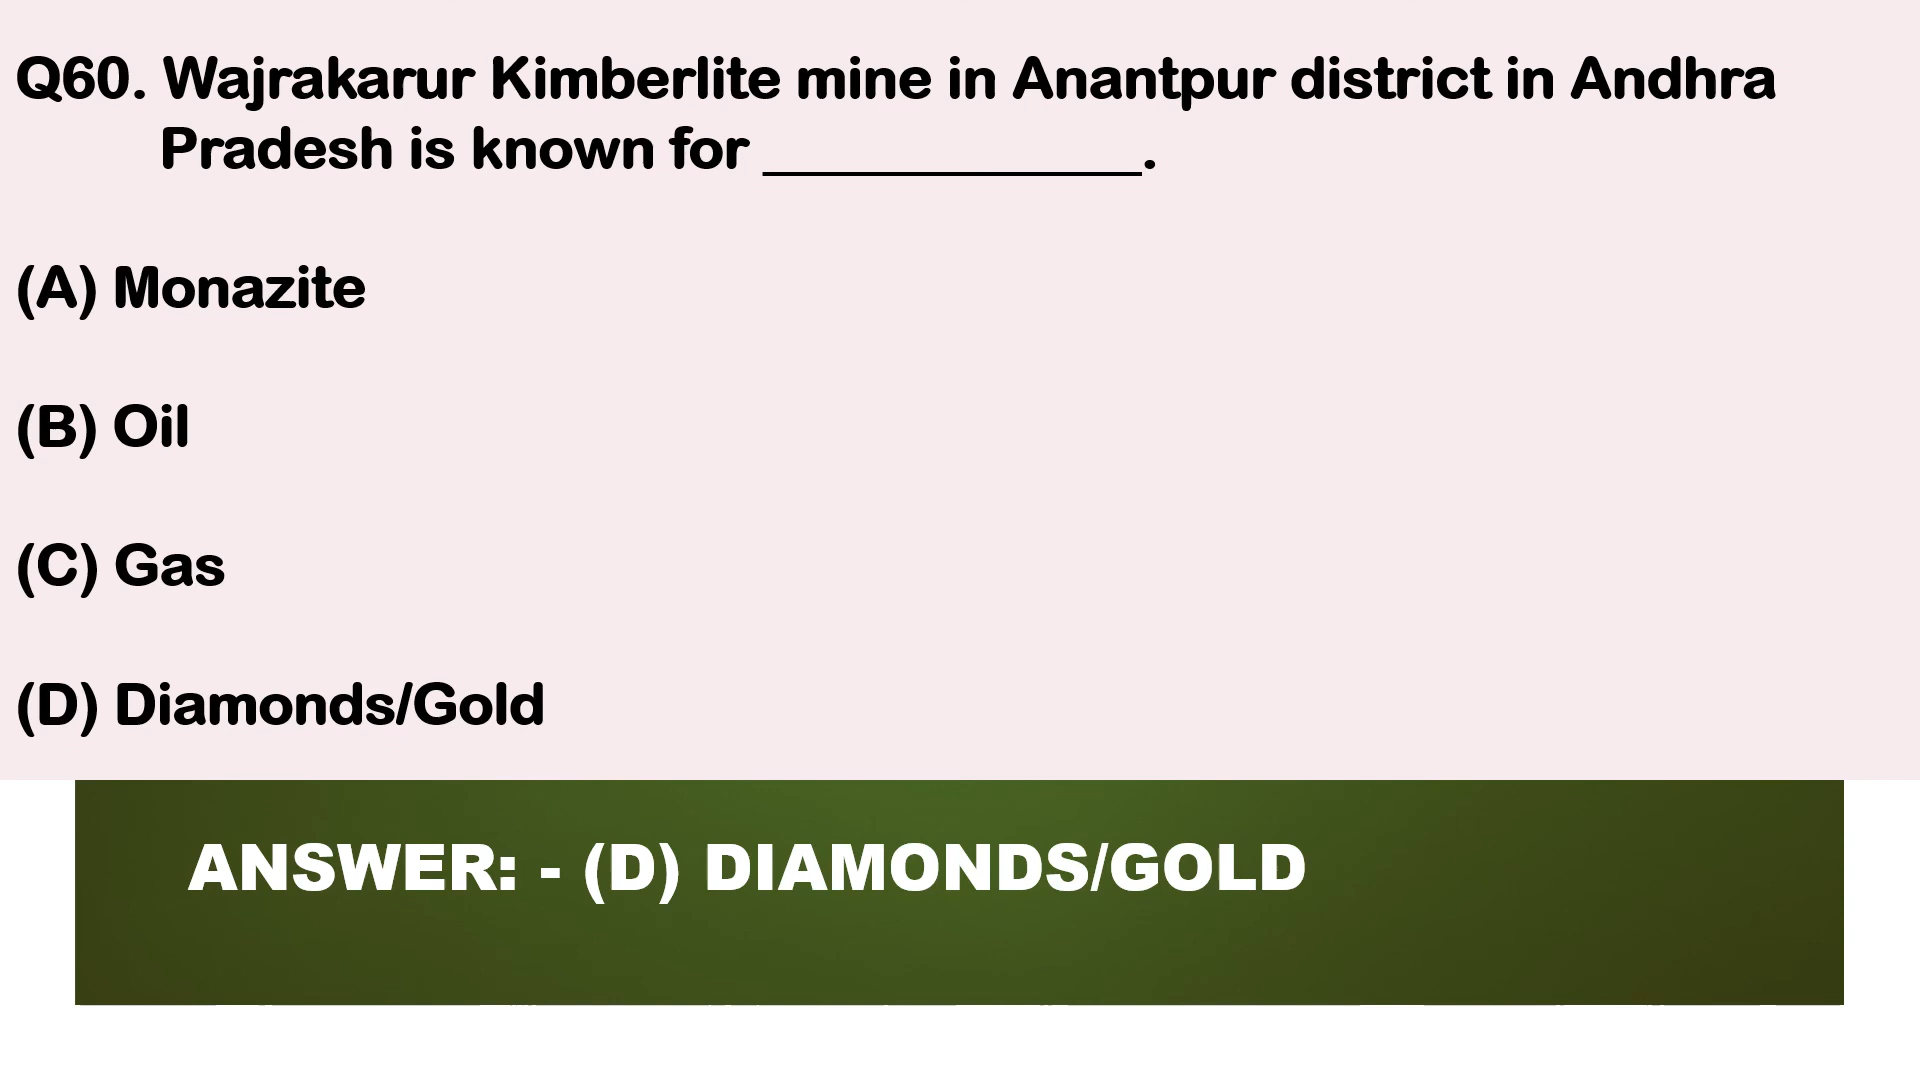 Q60. Wajrakarur Kimberlite mine in Anantpur district in Andhra
Pradesh is known for ____________.
(A) Monazite
(B) Oil
(C) Gas
(D) Diamonds/Gold
ANSWER: - (D) DIAMONDS/GOLD